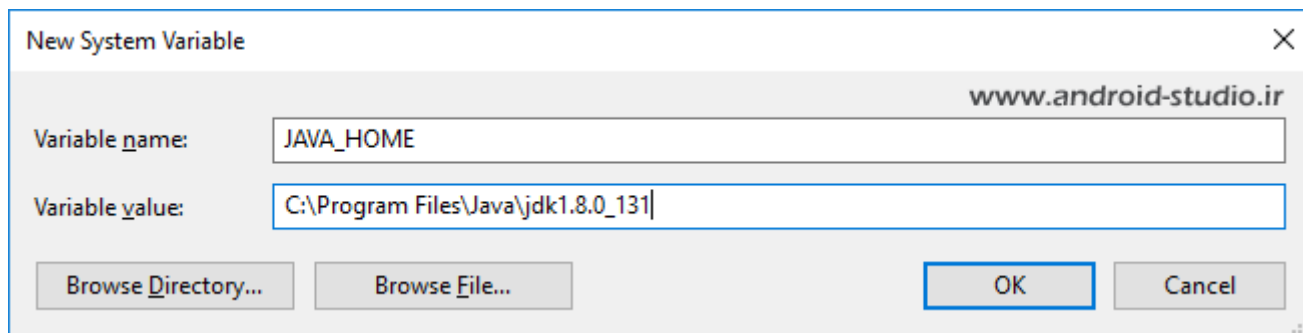 New System Variable
www.android-studio.ir
Variable name: JAVA_HOME
Variable value: C:\Program Files\Java\jdk1.8.0_131
Browse Directory... Browse File... OK Cancel